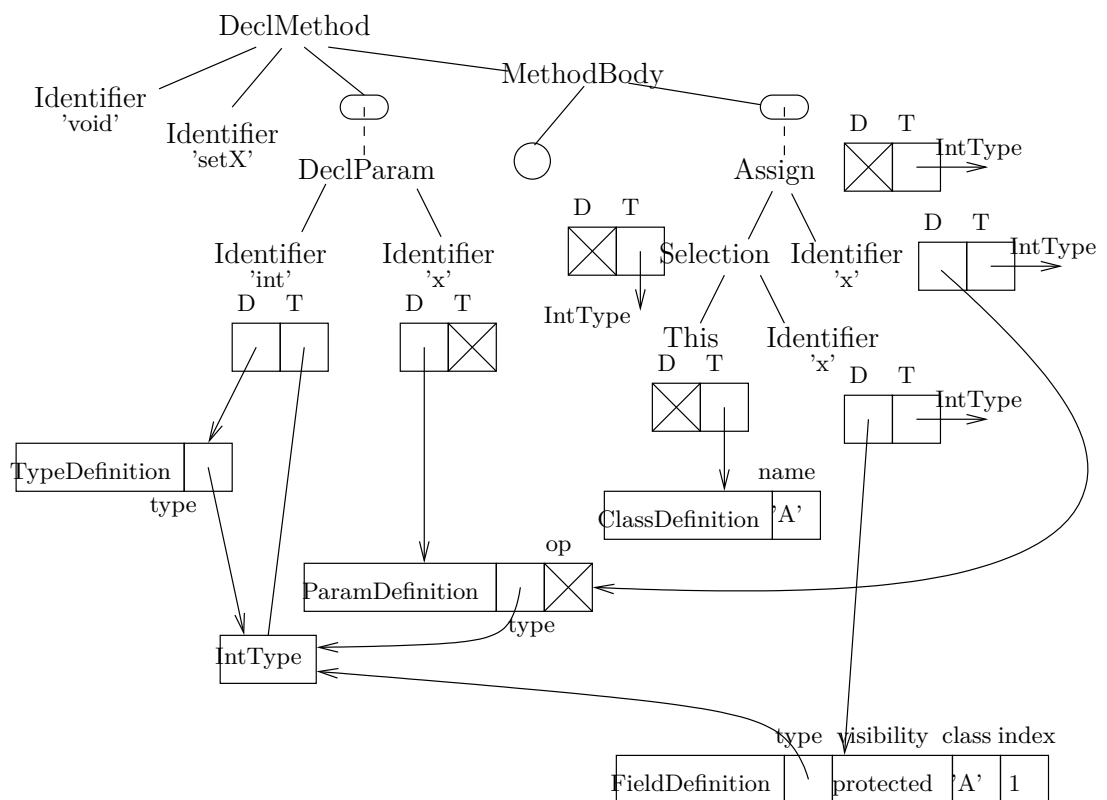 DeclMethod
MethodBody
Identifier
'void'
Identifier
'setX'
DeclParam
Assign
D T
IntType
Identifier
'int'
Identifier
'x'
D T
Selection
Identifier
'x'
D T
IntType
D T
D T
IntType
This
Identifier
'x'
D T
D T
IntType
TypeDefinition
type
name
ClassDefinition 'A'
op
ParamDefinition
type
IntType
type visibility class index
FieldDefinition protected 'A' 1